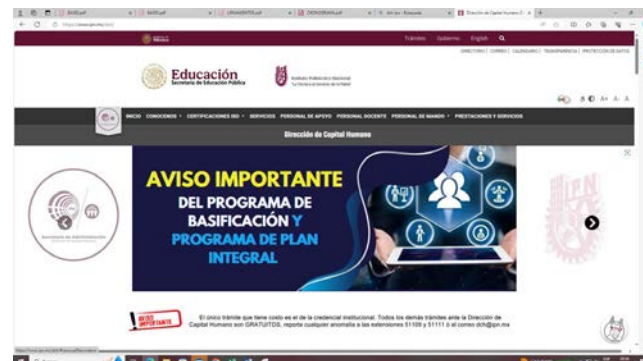 Trámites Gobierno English
DIRECTORIO | CORREO | CALENDARIO | TRANSPARENCIA | PROTECCIÓN DE DATOS
Educación
Secretaría de Educación Pública
Instituto Politécnico Nacional
A+ A- A
INICIO CONOCENOS CERTIFICACIONES ISO SERVICIOS PERSONAL DE APOYO PERSONAL DOCENTE PERSONAL DE MANDO PRESTACIONES Y SERVICIOS
Dirección de Capital Humano
AVISO IMPORTANTE
DEL PROGRAMA DE
BASIFICACIÓN Y
PROGRAMA DE PLAN
INTEGRAL
IPN
AVISO
IMPORTANTE
El único trámite que tiene costo es el de la credencial institucional. Todos los demás trámites ante la Dirección de
Capital Humano son GRATUITOS, reporte cualquier anomalía a las extensiones 51109 y 51111 ó al correo dch@ipn.mx